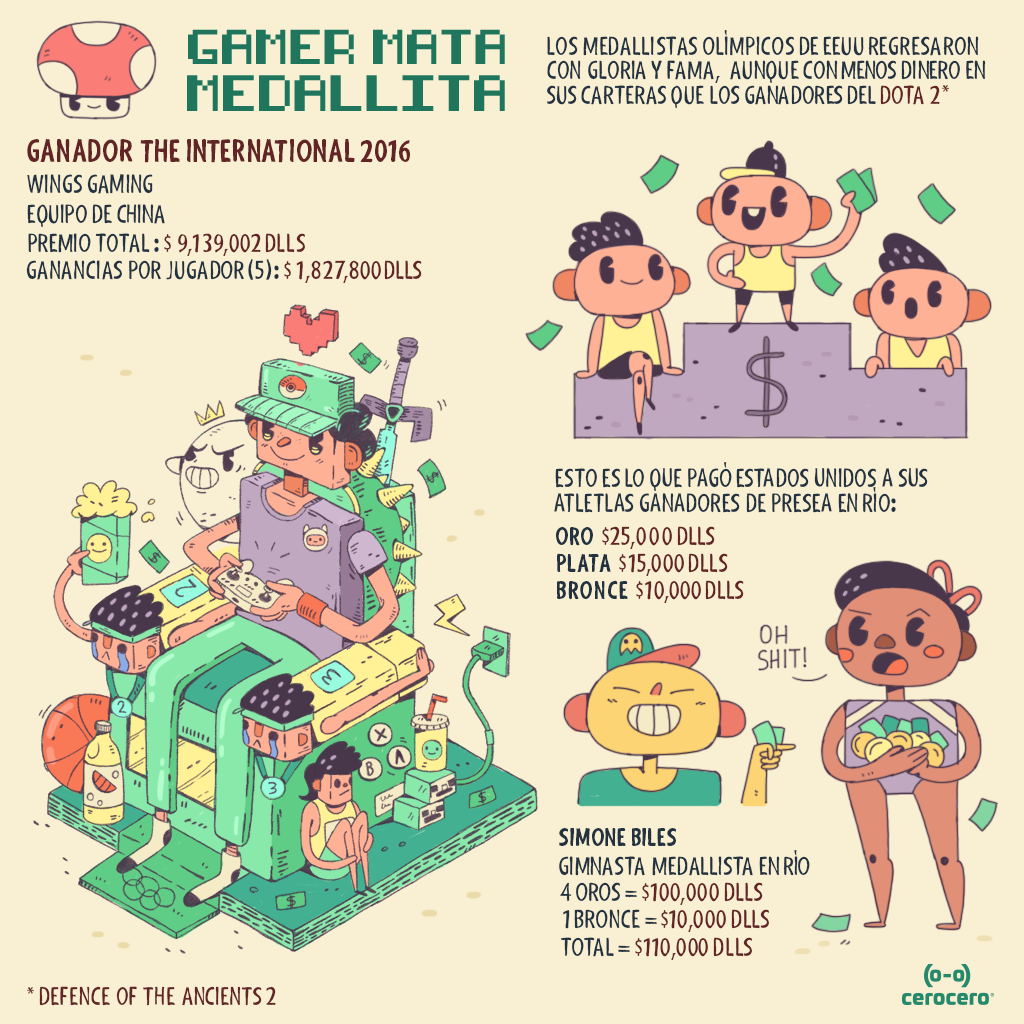 GAMER MATA
MEDALLITA
LOS MEDALLISTAS OLÍMPICOS DE EEUU REGRESARON
CON GLORIA Y FAMA, AUNQUE CON MENOS DINERO EN
SUS CARTERAS QUE LOS GANADORES DEL DOTA 2*
GANADOR THE INTERNATIONAL 2016
WINGS GAMING
EQUIPO DE CHINA
PREMIO TOTAL: $ 9,139,002 DLLS
GANANCIAS POR JUGADOR (5): $ 1,827,800 DLLS
$
$
$
2
3
2
3
X
B
A
$
$
ESTO ES LO QUE PAGÓ ESTADOS UNIDOS A SUS
ATLETLAS GANADORES DE PRESEA EN RÍO:
ORO $25,000 DLLS
PLATA $15,000 DLLS
BRONCE $10,000 DLLS
OH
SHIT!
SIMONE BILES
GIMNASTA MEDALLISTA EN RÍO
4 OROS = $100,000 DLLS
1 BRONCE = $10,000 DLLS
TOTAL = $110,000 DLLS
* DEFENCE OF THE ANCIENTS 2
(o-o)
cerocero